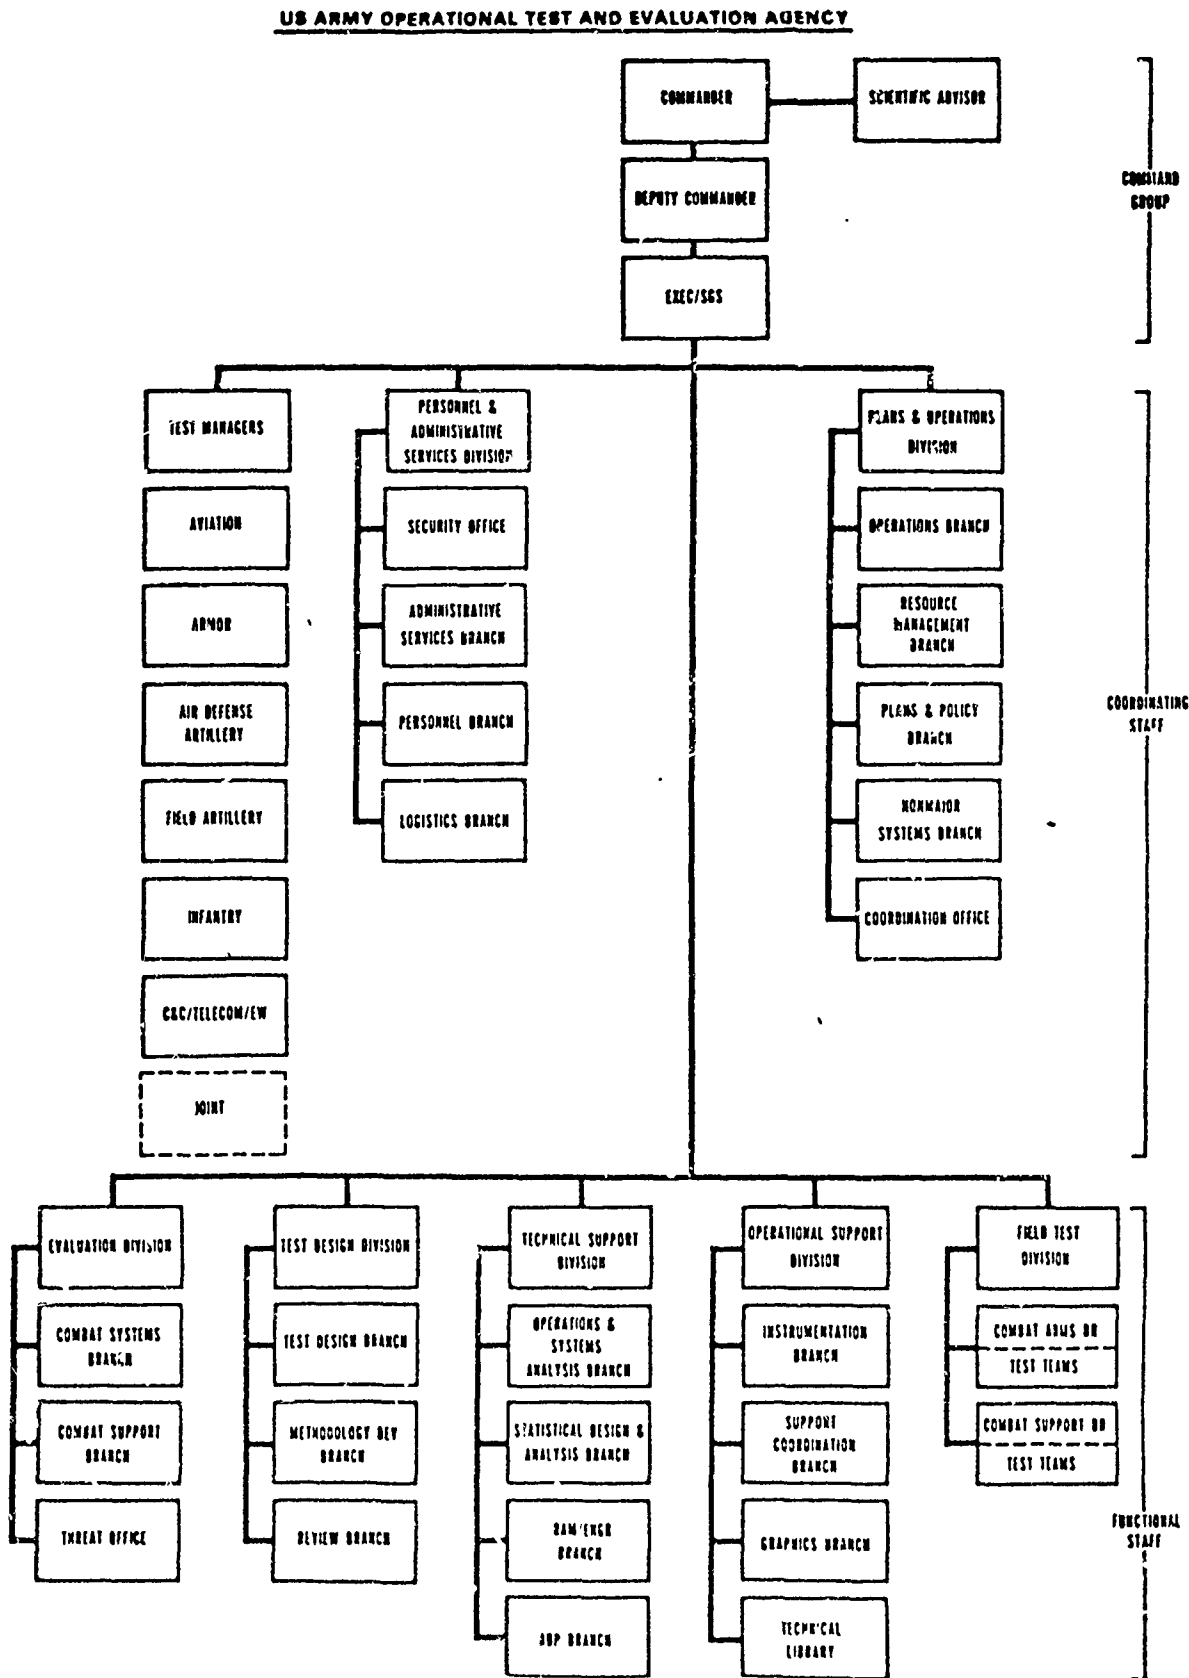 US ARMY OPERATIONAL TEST AND EVALUATION AGENCY
COMMANDER
SCIENTIFIC ADVISOR
DEPUTY COMMANDER
EXEC/SGS
COMMAND
GROUP
TEST MANAGERS
AVIATION
ARMOR
AIR DEFENSE
ARTILLERY
FIELD ARTILLERY
INFANTRY
C&C/TELECOM/EW
JOINT
PERSONNEL &
ADMINISTRATIVE
SERVICES DIVISION
SECURITY OFFICE
ADMINISTRATIVE
SERVICES BRANCH
PERSONNEL BRANCH
LOGISTICS BRANCH
PLANS & OPERATIONS
DIVISION
OPERATIONS BRANCH
RESOURCE
MANAGEMENT
BRANCH
PLANS & POLICY
BRANCH
NONMAJOR
SYSTEMS BRANCH
COORDINATION OFFICE
COORDINATING
STAFF
EVALUATION DIVISION
COMBAT SYSTEMS
BRANCH
COMBAT SUPPORT
BRANCH
THREAT OFFICE
TEST DESIGN DIVISION
TEST DESIGN BRANCH
METHODOLOGY DEV
BRANCH
REVIEW BRANCH
TECHNICAL SUPPORT
DIVISION
OPERATIONS &
SYSTEMS
ANALYSIS BRANCH
STATISTICAL DESIGN &
ANALYSIS BRANCH
RAM/ENGR
BRANCH
ADP BRANCH
OPERATIONAL SUPPORT
DIVISION
INSTRUMENTATION
BRANCH
SUPPORT
COORDINATION
BRANCH
GRAPHICS BRANCH
TECHNICAL
LIBRARY
FIELD TEST
DIVISION
COMBAT ARMS BR
TEST TEAMS
COMBAT SUPPORT BR
TEST TEAMS
FUNCTIONAL
STAFF